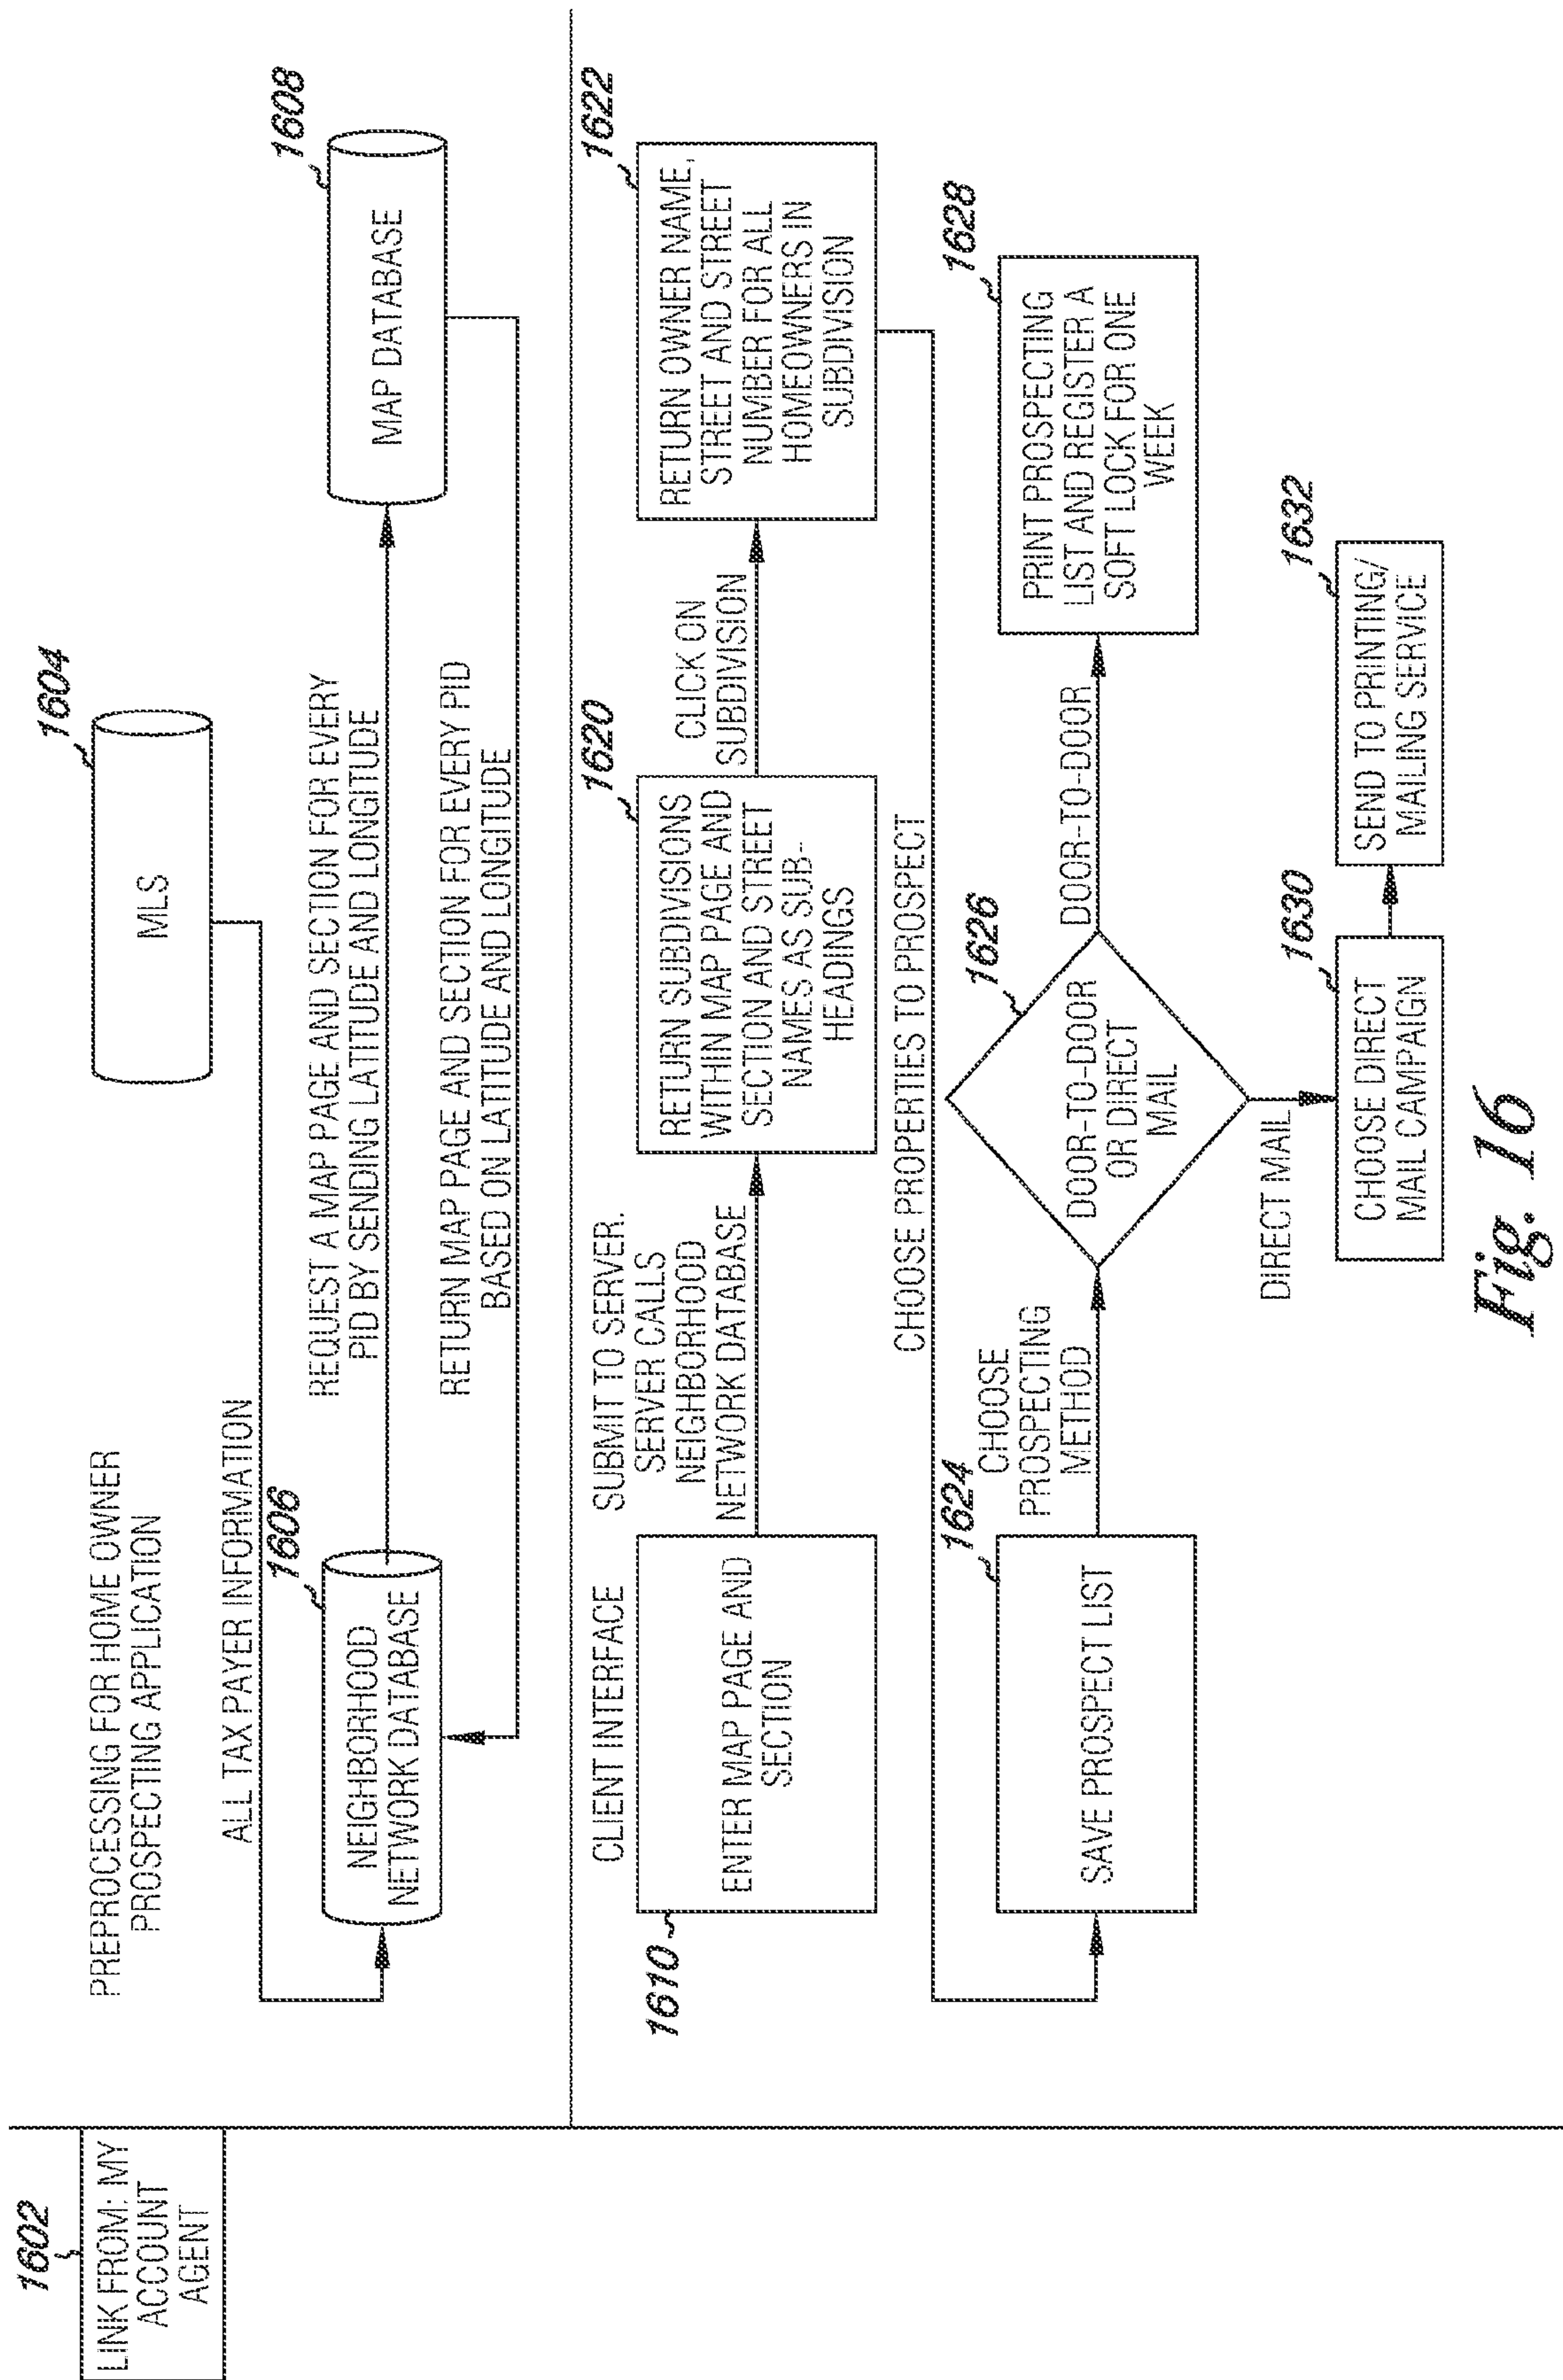 1602
LINK FROM: MY
ACCOUNT
AGENT
PREPROCESSING FOR HOME OWNER
PROSPECTING APPLICATION
1604
MLS
ALL TAX PAYER INFORMATION
1606
NEIGHBORHOOD
NETWORK DATABASE
REQUEST A MAP PAGE AND SECTION FOR EVERY
PID BY SENDING LATITUDE AND LONGITUDE
1608
MAP DATABASE
RETURN MAP PAGE AND SECTION FOR EVERY PID
BASED ON LATITUDE AND LONGITUDE
CLIENT INTERFACE
1610
ENTER MAP PAGE AND
SECTION
SUBMIT TO SERVER.
SERVER CALLS
NEIGHBORHOOD
NETWORK DATABASE
1620
RETURN SUBDIVISIONS
WITHIN MAP PAGE AND
SECTION AND STREET
NAMES AS SUB-
HEADINGS
CLICK ON
SUBDIVISION
1622
RETURN OWNER NAME,
STREET AND STREET
NUMBER FOR ALL
HOMEOWNERS IN
SUBDIVISION
CHOOSE PROPERTIES TO PROSPECT
1624
SAVE PROSPECT LIST
CHOOSE
PROSPECTING
METHOD
1626
DOOR-TO-DOOR
OR DIRECT
MAIL
DOOR-TO-DOOR
1628
PRINT PROSPECTING
LIST AND REGISTER A
SOFT LOCK FOR ONE
WEEK
DIRECT MAIL
1630
CHOOSE DIRECT
MAIL CAMPAIGN
1632
SEND TO PRINTING/
MAILING SERVICE
Fig. 16